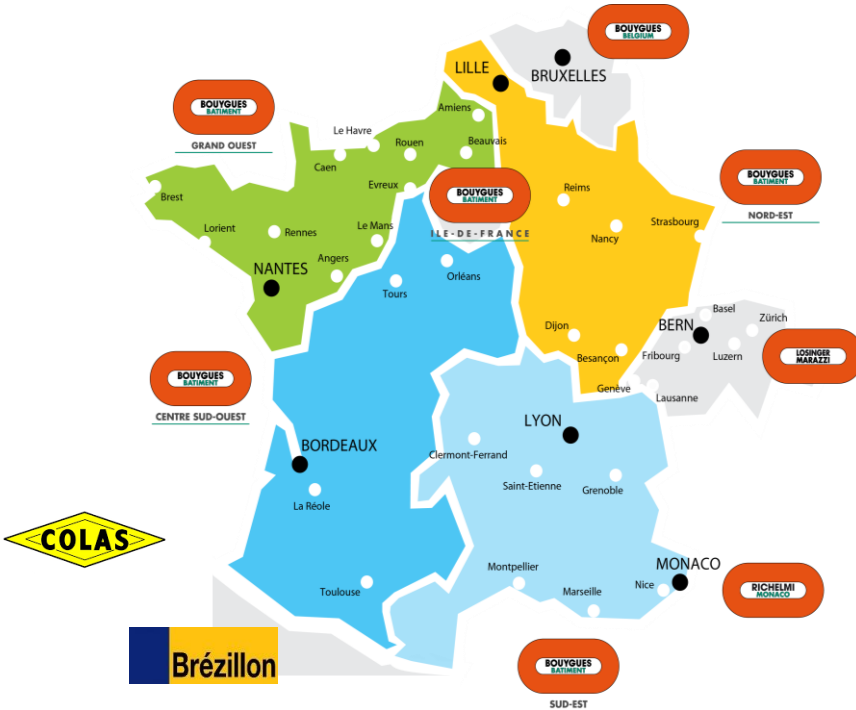 BOUYGUES
BELGIUM
LILLE
BRUXELLES
BOUYGUES
BATIMENT
GRAND OUEST
Amiens
Le Havre
Rouen
Beauvais
Caen
Evreux
BOUYGUES
BATIMENT
ILE-DE-FRANCE
BOUYGUES
BATIMENT
NORD-EST
Brest
Reims
Strasbourg
Lorient
Rennes
Le Mans
Nancy
Angers
NANTES
Orléans
Tours
Basel
Zürich
BERN
Dijon
Fribourg
Luzern
Besançon
LOSINGER
MARAZZI
Genève
Lausanne
BOUYGUES
BATIMENT
CENTRE SUD-OUEST
LYON
BORDEAUX
Clermont-Ferrand
Saint-Etienne
Grenoble
La Réole
COLAS
MONACO
Montpellier
Nice
Toulouse
Marseille
RICHELMI
MONACO
Brézillon
BOUYGUES
BATIMENT
SUD-EST